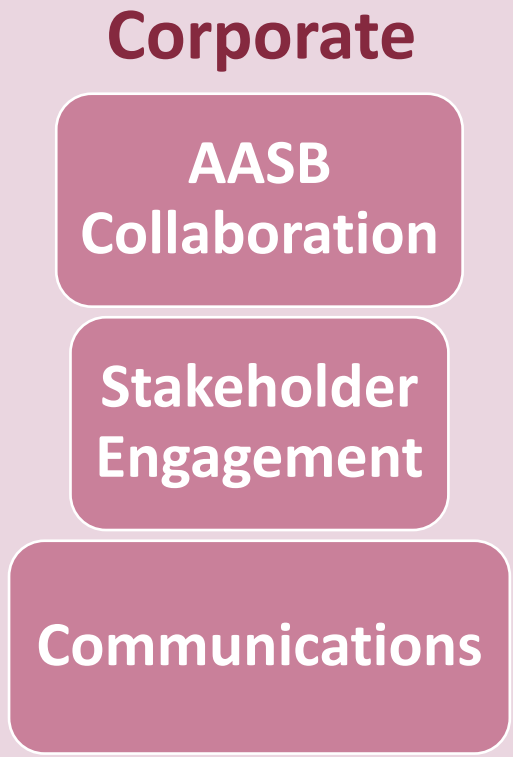 Corporate
AASB
Collaboration
Stakeholder
Engagement
Communications